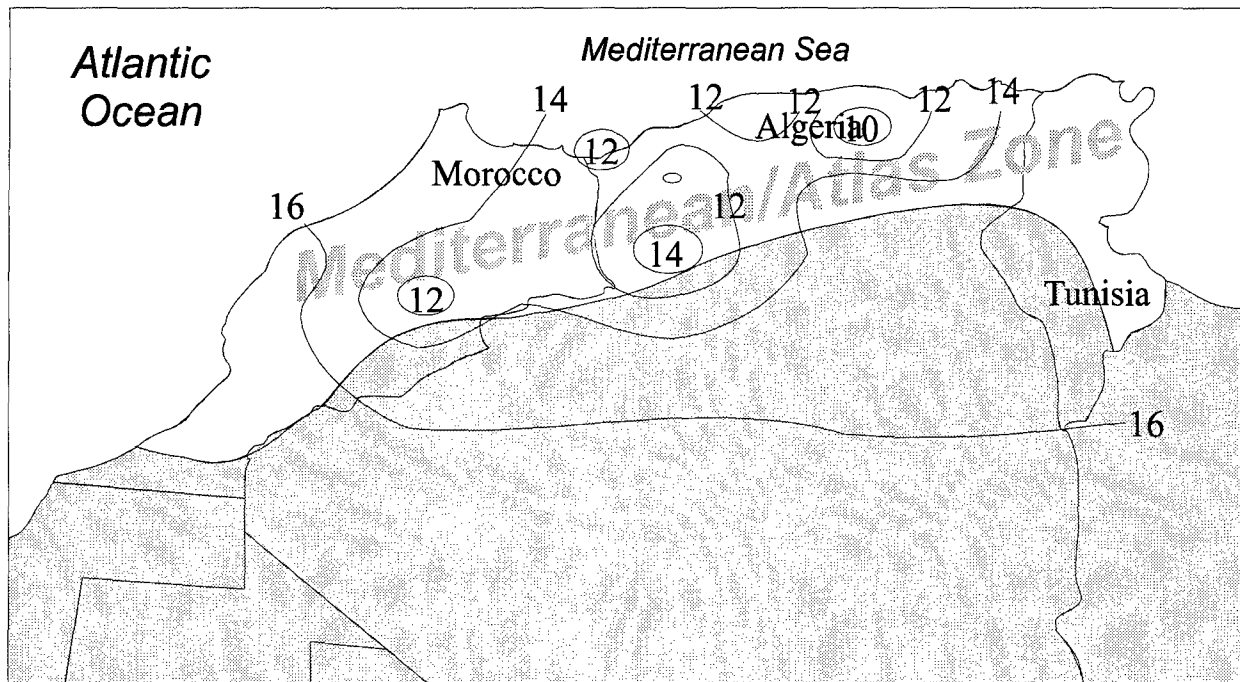 Atlantic
Ocean
Mediterranean Sea
14
12
12
12
14
Algeria
10
12
Morocco
Mediterranean/Atlas Zone
16
12
14
12
Tunisia
16